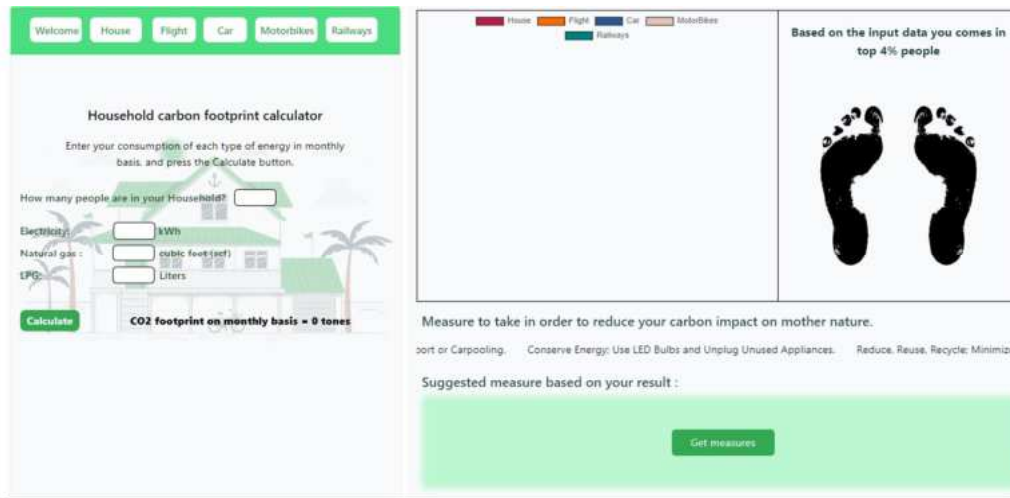 Welcome House Flight Car Motorbikes Railways
Household carbon footprint calculator
Enter your consumption of each type of energy in monthly
basis, and press the Calculate button.
How many people are in your Household?
Electricity: kWh
Natural gas : cubic foot (scf)
LPG: Liters
Calculate CO2 footprint on monthly basis = 0 tones
House Flight Car MotorBikes
Railways
Based on the input data you comes in
top 4% people
Measure to take in order to reduce your carbon impact on mother nature.
port or Carpooling. Conserve Energy: Use LED Bulbs and Unplug Unused Appliances. Reduce, Reuse, Recycle: Minimiz
Suggested measure based on your result :
Get measures